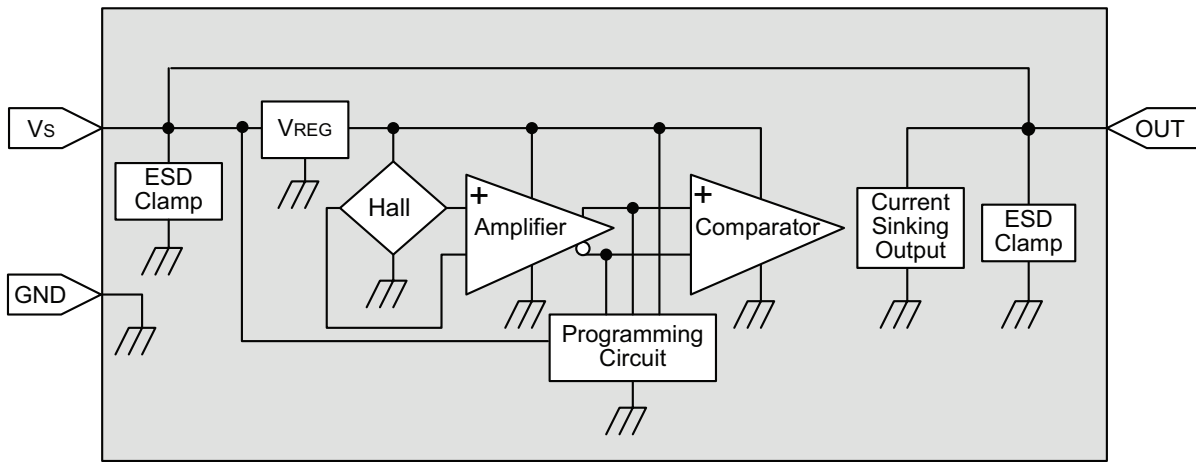 VS
VREG
OUT
ESD
Clamp
Hall
+
Amplifier
+
Comparator
Current
Sinking
Output
ESD
Clamp
GND
Programming
Circuit